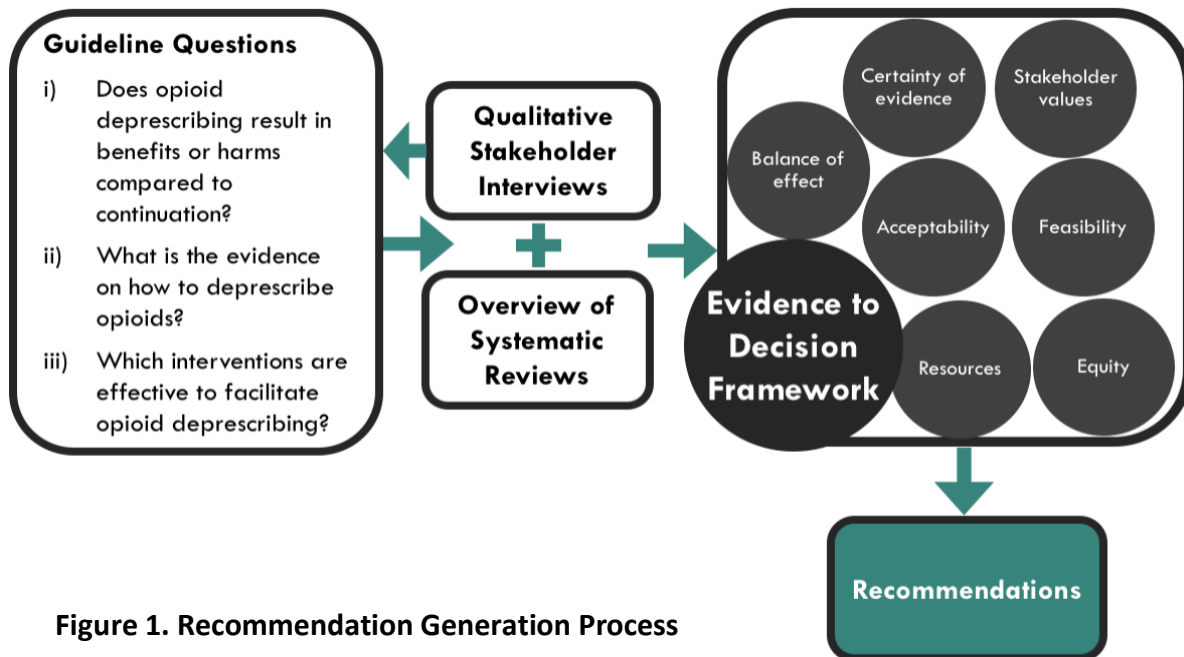 Guideline Questions
i) Does opioid
deprescribing result in
benefits or harms
compared to
continuation?
ii) What is the evidence
on how to deprescribe
opioids?
iii) Which interventions are
effective to facilitate
opioid deprescribing?
Qualitative
Stakeholder
Interviews
Overview of
Systematic
Reviews
Certainty of
evidence
Stakeholder
values
Balance of
effect
Acceptability
Feasibility
Evidence to
Decision
Framework
Resources
Equity
Recommendations
Figure 1. Recommendation Generation Process